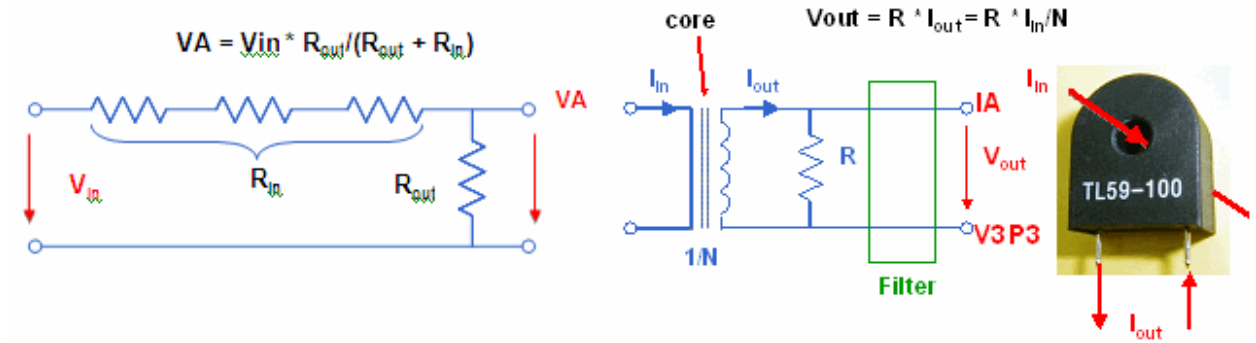 VA = Vin * Rout/(Rout + Rin)
VA
Vin
Rin
Rout
core
Vout = R * Iout = R * Iin/N
Iin
Iout
IA
R
Vout
V3P3
1/N
Filter
Iin
TL59-100
Iout